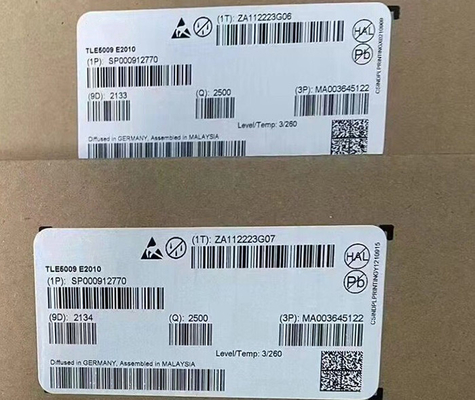 (1T): ZA112223G06
TLE5009 E2010
(1P): SP000912770
HAL
Pb
(9D): 2133
(Q): 2500
(3P): MA003645122
Level/Temp: 3/260
Diffused in GERMANY, Assembled in MALAYSIA
(1T): ZA112223G07
TLE5009 E2010
(1P): SP000912770
HAL
Pb
(9D): 2134
(Q): 2500
(3P): MA003645122
Level/Temp: 3/260
Diffused in GERMANY, Assembled in MALAYSIA